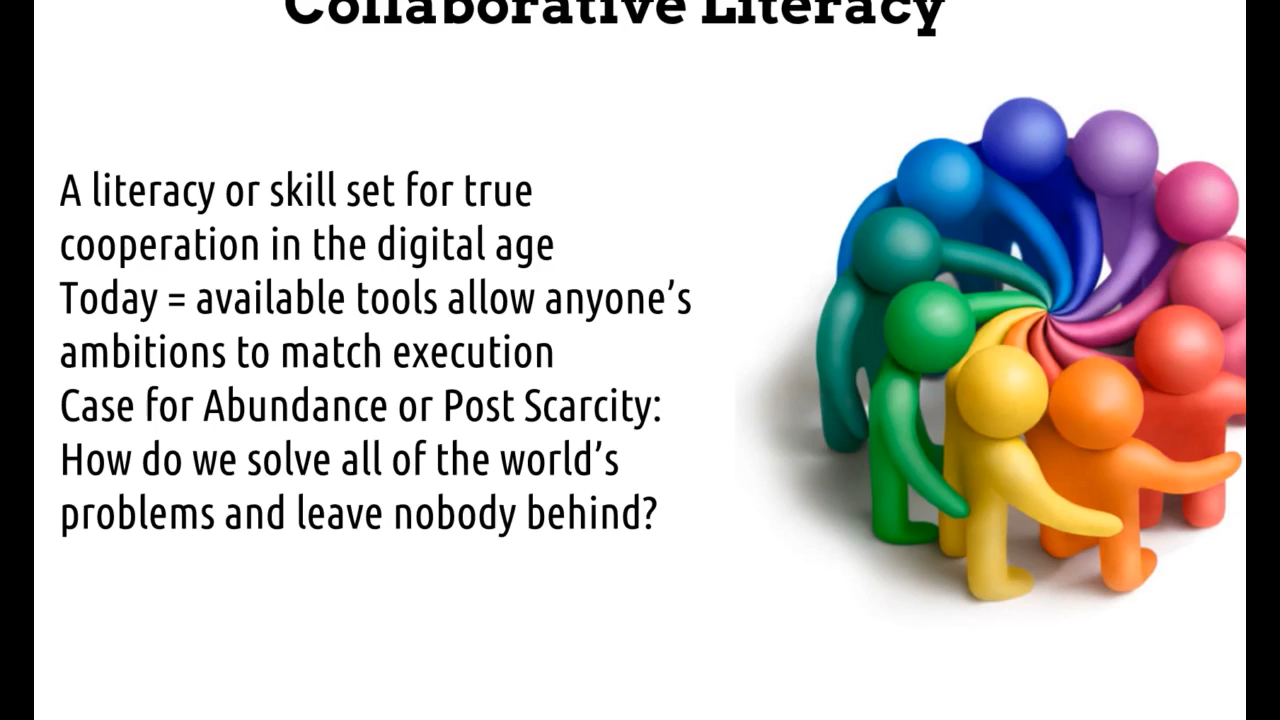 Collaborative Literacy
A literacy or skill set for true
cooperation in the digital age
Today = available tools allow anyone’s
ambitions to match execution
Case for Abundance or Post Scarcity:
How do we solve all of the world’s
problems and leave nobody behind?